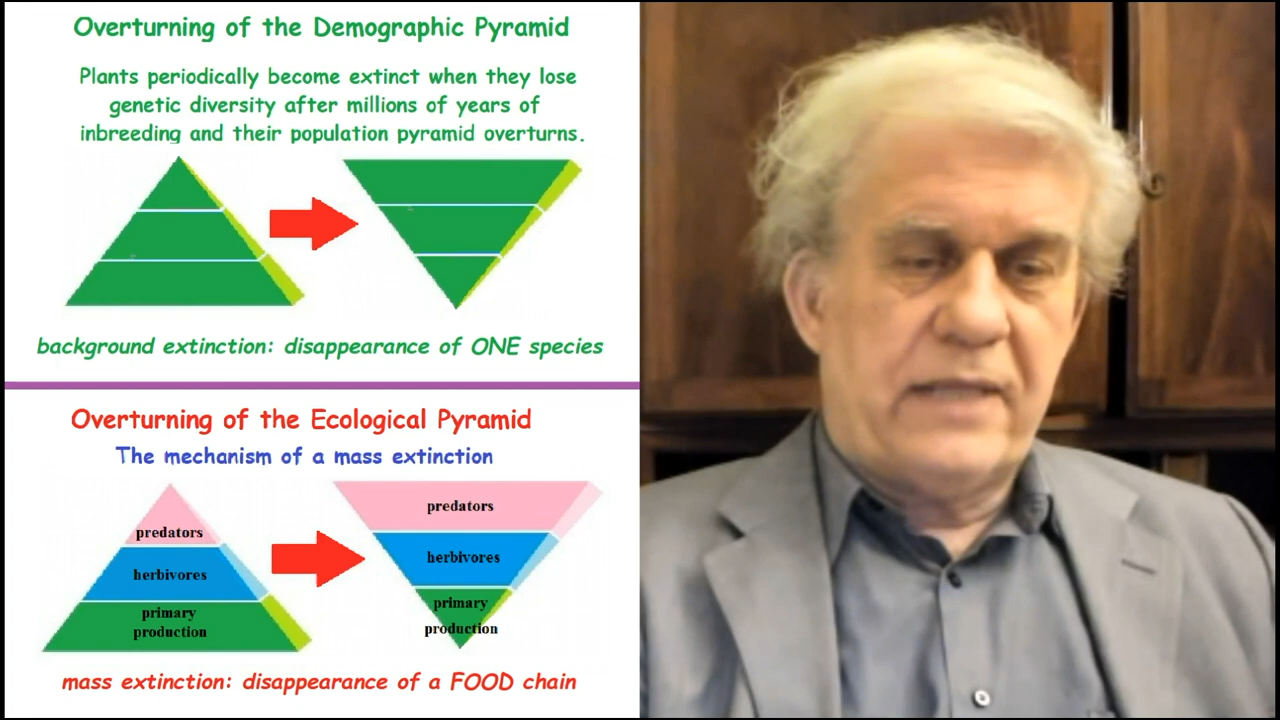 Overturning of the Demographic Pyramid
Plants periodically become extinct when they lose
genetic diversity after millions of years of
inbreeding and their population pyramid overturns.
background extinction: disappearance of ONE species
Overturning of the Ecological Pyramid
The mechanism of a mass extinction
predators
herbivores
primary
production
predators
herbivores
primary
production
mass extinction: disappearance of a FOOD chain